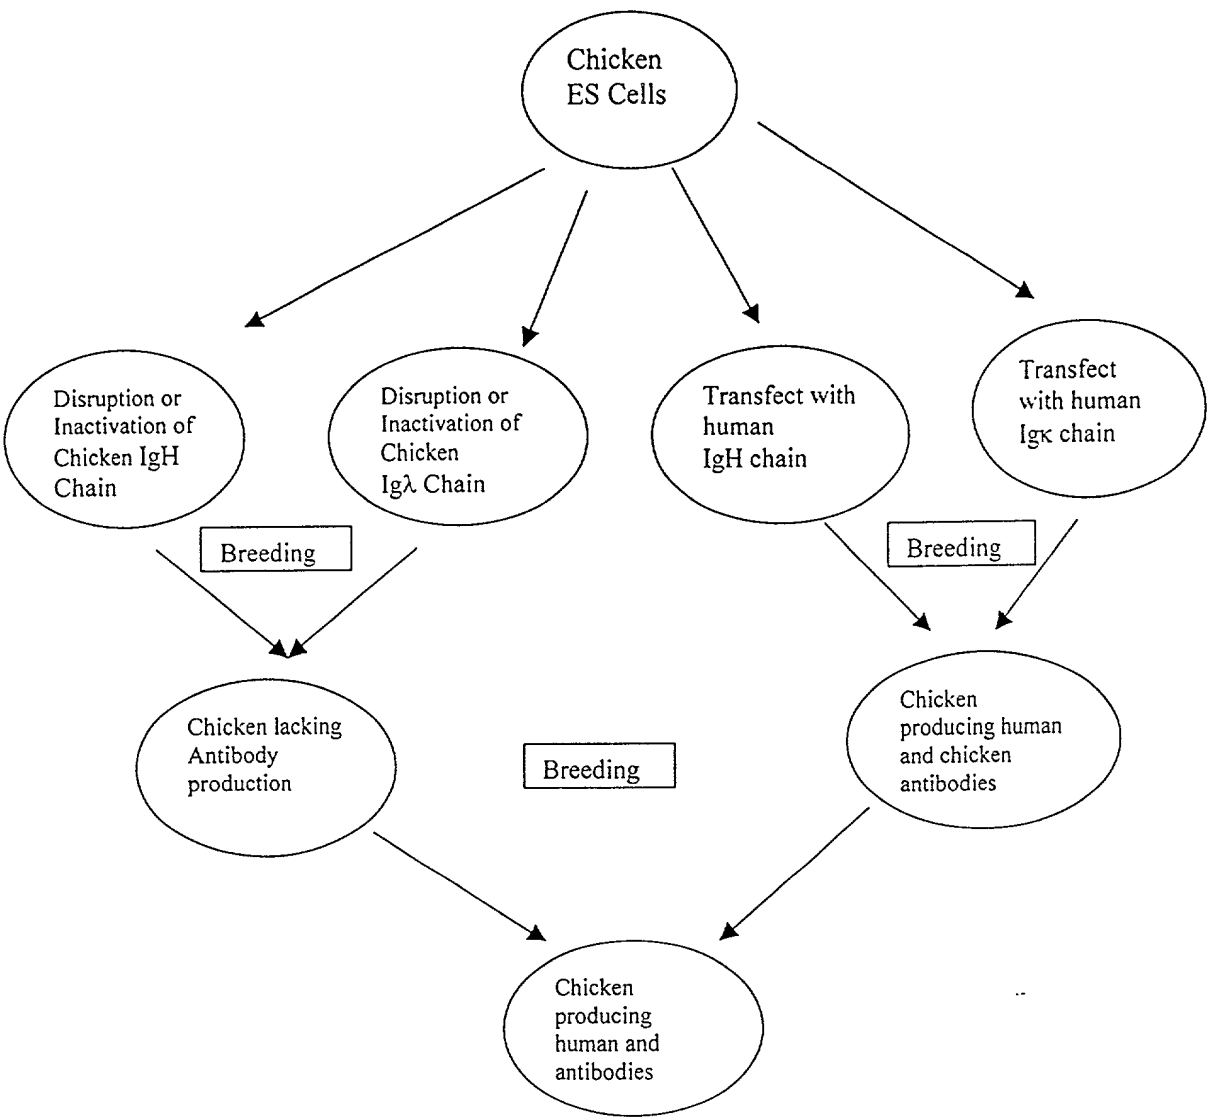 Chicken
ES Cells
Disruption or
Inactivation of
Chicken IgH
Chain
Disruption or
Inactivation of
Chicken
Igλ Chain
Transfect with
human
IgH chain
Transfect
with human
Igκ chain
Breeding
Breeding
Chicken lacking
Antibody
production
Breeding
Chicken
producing human
and chicken
antibodies
Chicken
producing
human and
antibodies